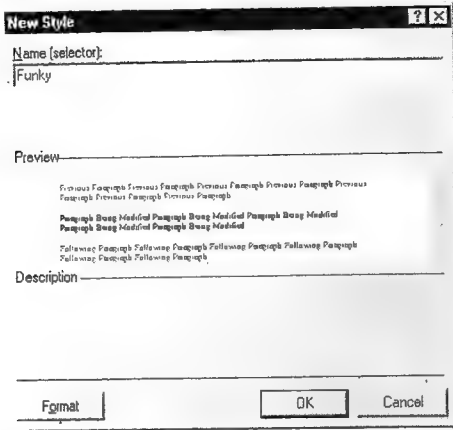 New Style
? ×
Name (selector):
Funky
Preview
Previous Paragraph Previous Paragraph Previous Paragraph Previous Paragraph Previous
Paragraph Previous Paragraph Previous Paragraph
Paragraph Being Modified Paragraph Being Modified Paragraph Being Modified
Paragraph Being Modified Paragraph Being Modified
Following Paragraph Following Paragraph Following Paragraph Following Paragraph
Following Paragraph Following Paragraph
Description
Format OK Cancel